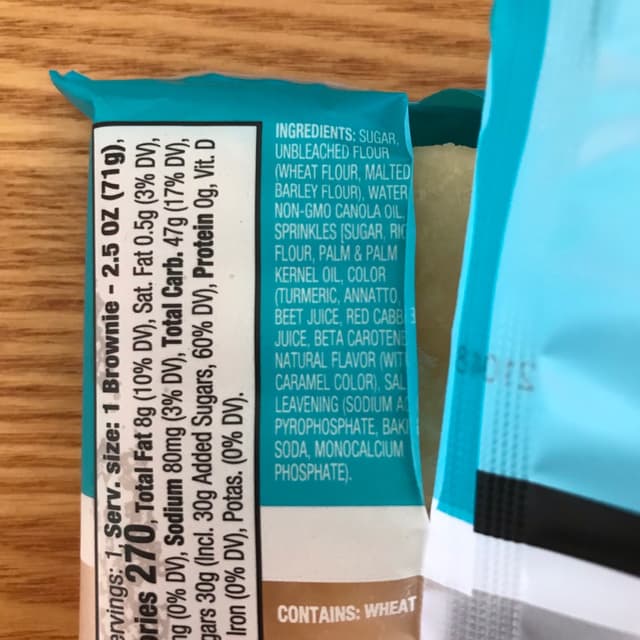 ervings: 1, Serv. size: 1 Brownie - 2.5 OZ (71g),
ories 270, Total Fat 8g (10% DV), Sat. Fat 0.5g (3% DV),
ng (0% DV), Sodium 80mg (3% DV), Total Carb. 47g (17% DV),
gars 30g (Incl. 30g Added Sugars, 60% DV), Protein 0g, Vit. D
Iron (0% DV), Potas. (0% DV).
INGREDIENTS: SUGAR,
UNBLEACHED FLOUR
(WHEAT FLOUR, MALTED
BARLEY FLOUR), WATER
NON-GMO CANOLA OIL,
SPRINKLES [SUGAR, RIC
FLOUR, PALM & PALM
KERNEL OIL, COLOR
(TURMERIC, ANNATTO,
BEET JUICE, RED CABB
JUICE, BETA CAROTENE
NATURAL FLAVOR (WIT
CARAMEL COLOR), SAL
LEAVENING (SODIUM AC
PYROPHOSPHATE, BAKI
SODA, MONOCALCIUM
PHOSPHATE).
CONTAINS: WHEAT